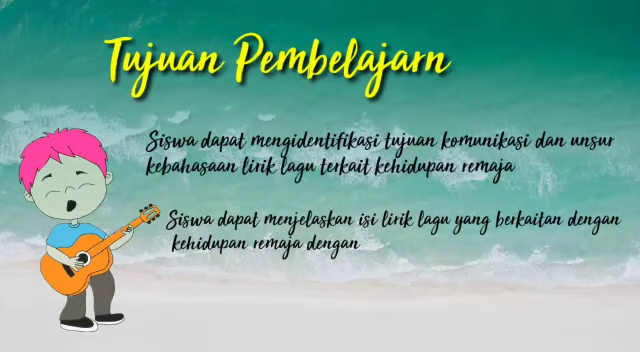 Tujuan Pembelajarn
Siswa dapat mengidentifikasi tujuan komunikasi dan unsur
kebahasaan lirik lagu terkait kehidupan remaja
Siswa dapat menjelaskan isi lirik lagu yang berkaitan dengan
kehidupan remaja dengan